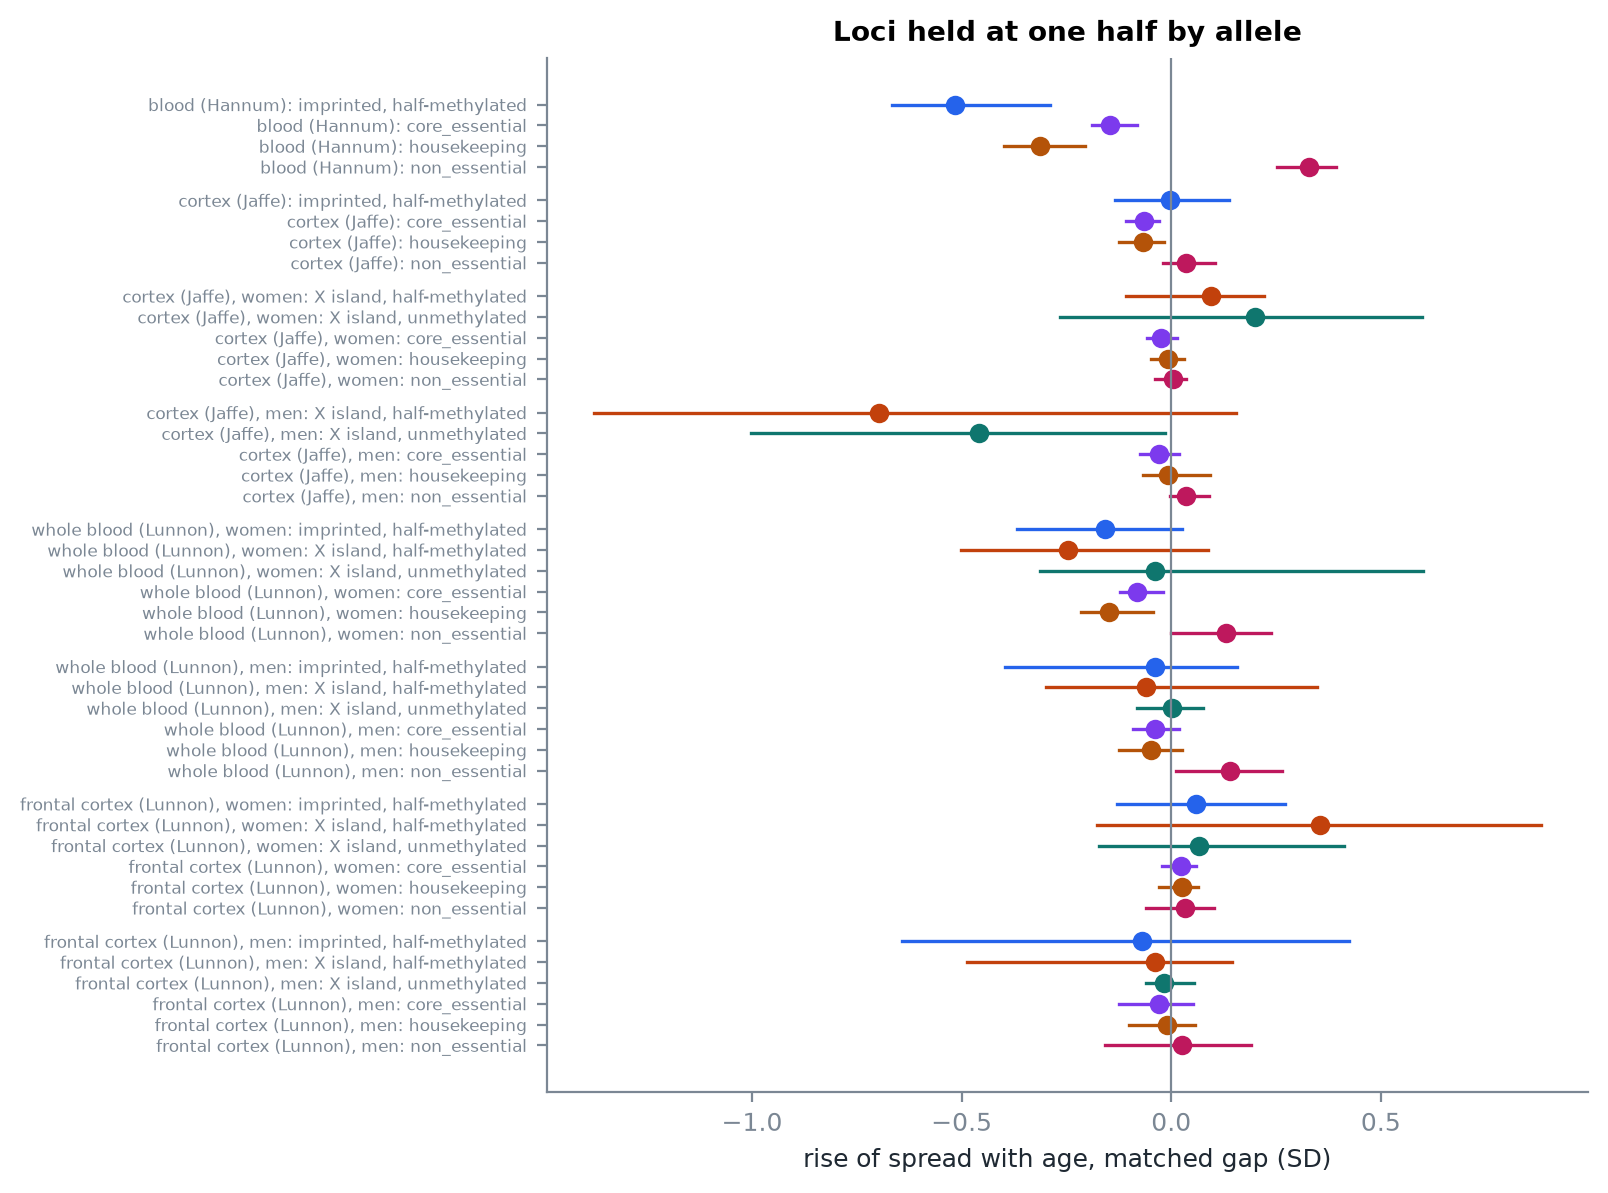 Loci held at one half by allele
blood (Hannum): imprinted, half-methylated
blood (Hannum): core_essential
blood (Hannum): housekeeping
blood (Hannum): non_essential
cortex (Jaffe): imprinted, half-methylated
cortex (Jaffe): core_essential
cortex (Jaffe): housekeeping
cortex (Jaffe): non_essential
cortex (Jaffe), women: X island, half-methylated
cortex (Jaffe), women: X island, unmethylated
cortex (Jaffe), women: core_essential
cortex (Jaffe), women: housekeeping
cortex (Jaffe), women: non_essential
cortex (Jaffe), men: X island, half-methylated
cortex (Jaffe), men: X island, unmethylated
cortex (Jaffe), men: core_essential
cortex (Jaffe), men: housekeeping
cortex (Jaffe), men: non_essential
whole blood (Lunnon), women: imprinted, half-methylated
whole blood (Lunnon), women: X island, half-methylated
whole blood (Lunnon), women: X island, unmethylated
whole blood (Lunnon), women: core_essential
whole blood (Lunnon), women: housekeeping
whole blood (Lunnon), women: non_essential
whole blood (Lunnon), men: imprinted, half-methylated
whole blood (Lunnon), men: X island, half-methylated
whole blood (Lunnon), men: X island, unmethylated
whole blood (Lunnon), men: core_essential
whole blood (Lunnon), men: housekeeping
whole blood (Lunnon), men: non_essential
frontal cortex (Lunnon), women: imprinted, half-methylated
frontal cortex (Lunnon), women: X island, half-methylated
frontal cortex (Lunnon), women: X island, unmethylated
frontal cortex (Lunnon), women: core_essential
frontal cortex (Lunnon), women: housekeeping
frontal cortex (Lunnon), women: non_essential
frontal cortex (Lunnon), men: imprinted, half-methylated
frontal cortex (Lunnon), men: X island, half-methylated
frontal cortex (Lunnon), men: X island, unmethylated
frontal cortex (Lunnon), men: core_essential
frontal cortex (Lunnon), men: housekeeping
frontal cortex (Lunnon), men: non_essential
−1.0 −0.5 0.0 0.5
rise of spread with age, matched gap (SD)